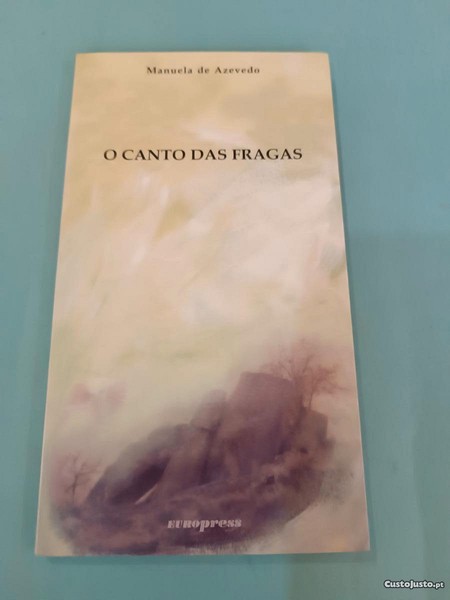 Manuela de Azevedo
O CANTO DAS FRAGAS
Europress
CustoJusto.pt